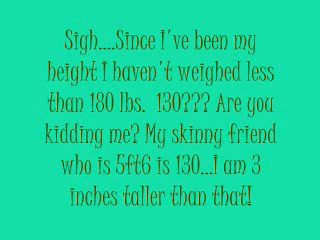 Sigh....Since I've been my
height I haven't weighed less
than 180 lbs.  130??? Are you
kidding me? My skinny friend
who is 5ft6 is 130...I am 3
inches taller than that!